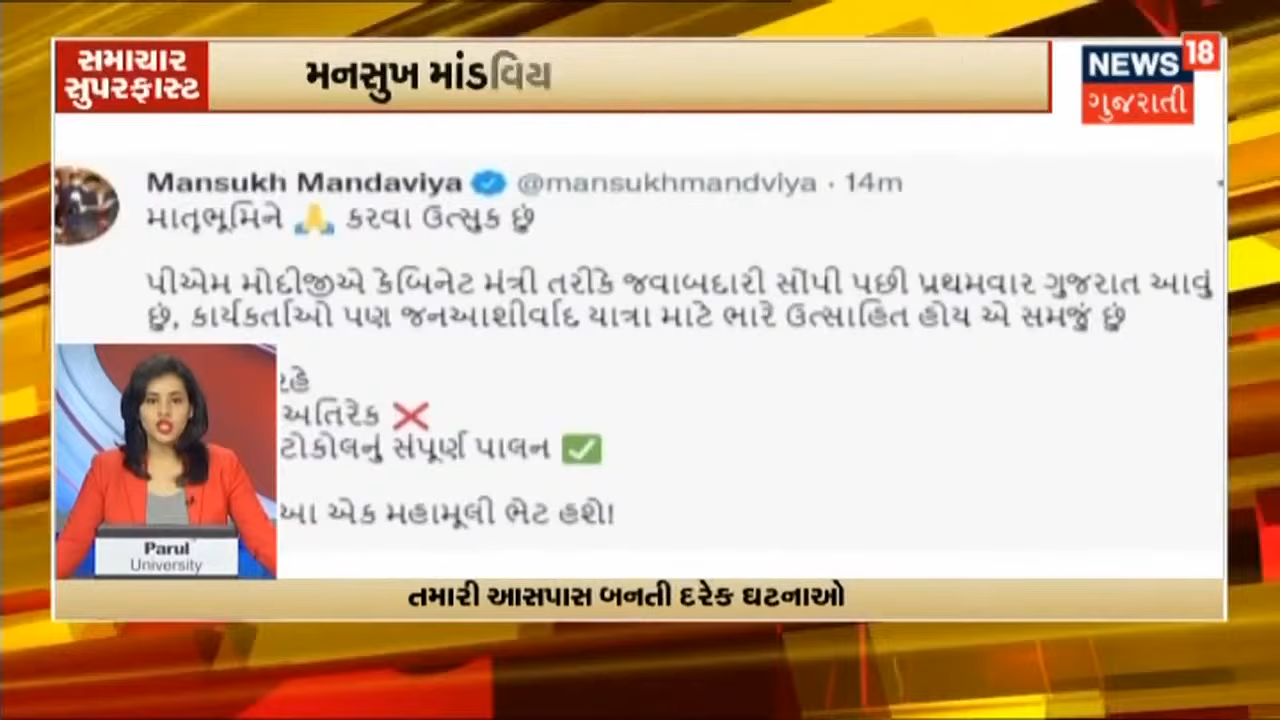 સમાચાર
સુપરફાસ્ટ
મનસુખ માંડવિય
NEWS 18
ગુજરાતી
Mansukh Mandaviya @mansukhmandviya · 14m
માતૃભૂમિને 🙏 કરવા ઉત્સુક છું
પીએમ મોદીજીએ કેબિનેટ મંત્રી તરીકે જવાબદારી સોંપી પછી પ્રથમવાર ગુજરાત આવું
છું, કાર્યકર્તાઓ પણ જનઆશીર્વાદ યાત્રા માટે ભારે ઉત્સાહિત હોય એ સમજું છું
રહે
અતિરેક ❌
ટોકોલનું સંપૂર્ણ પાલન ✅
આ એક મહામૂલી ભેટ હશે!
Parul
University
તમારી આસપાસ બનતી દરેક ઘટનાઓ